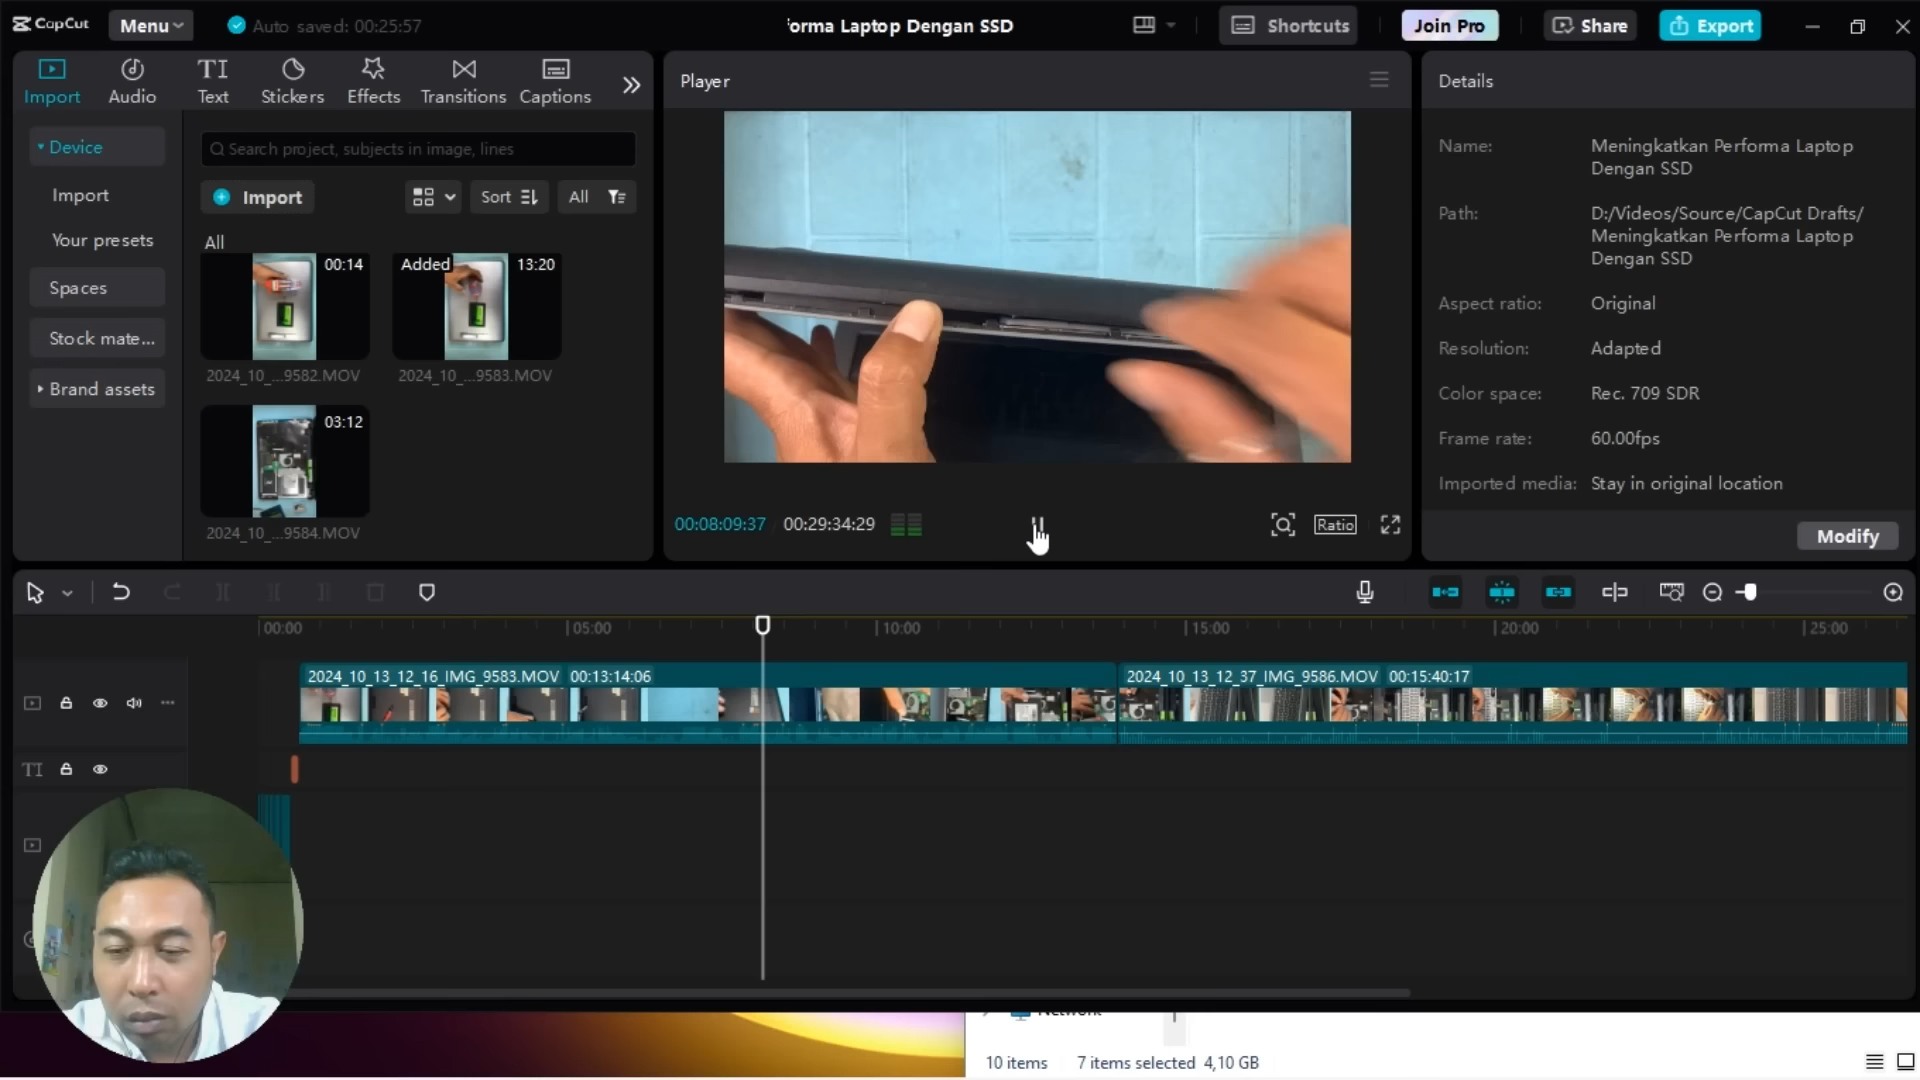 CapCut
Menu
Auto saved: 00:25:57
forma Laptop Dengan SSD
Shortcuts
Join Pro
Share
Export
Import
Audio
TI
Text
Stickers
Effects
Transitions
Captions
Player
Details
Device
Search project, subjects in image, lines
Name:
Meningkatkan Performa Laptop
Dengan SSD
Import
Import
Sort
All
Path:
D:/Videos/Source/CapCut Drafts/
Meningkatkan Performa Laptop
Dengan SSD
Your presets
All
00:14
Added
13:20
Spaces
Aspect ratio:
Original
Stock mate...
Resolution:
Adapted
2024_10_...9582.MOV
2024_10_...9583.MOV
Brand assets
Color space:
Rec. 709 SDR
03:12
Frame rate:
60.00fps
Imported media:
Stay in original location
2024_10_...9584.MOV
00:08:09:37
00:29:34:29
Ratio
Modify
00:00
05:00
10:00
15:00
20:00
25:00
2024_10_13_12_16_IMG_9583.MOV 00:13:14:06
2024_10_13_12_37_IMG_9586.MOV 00:15:40:17
TI
Network
10 items
7 items selected 4,10 GB